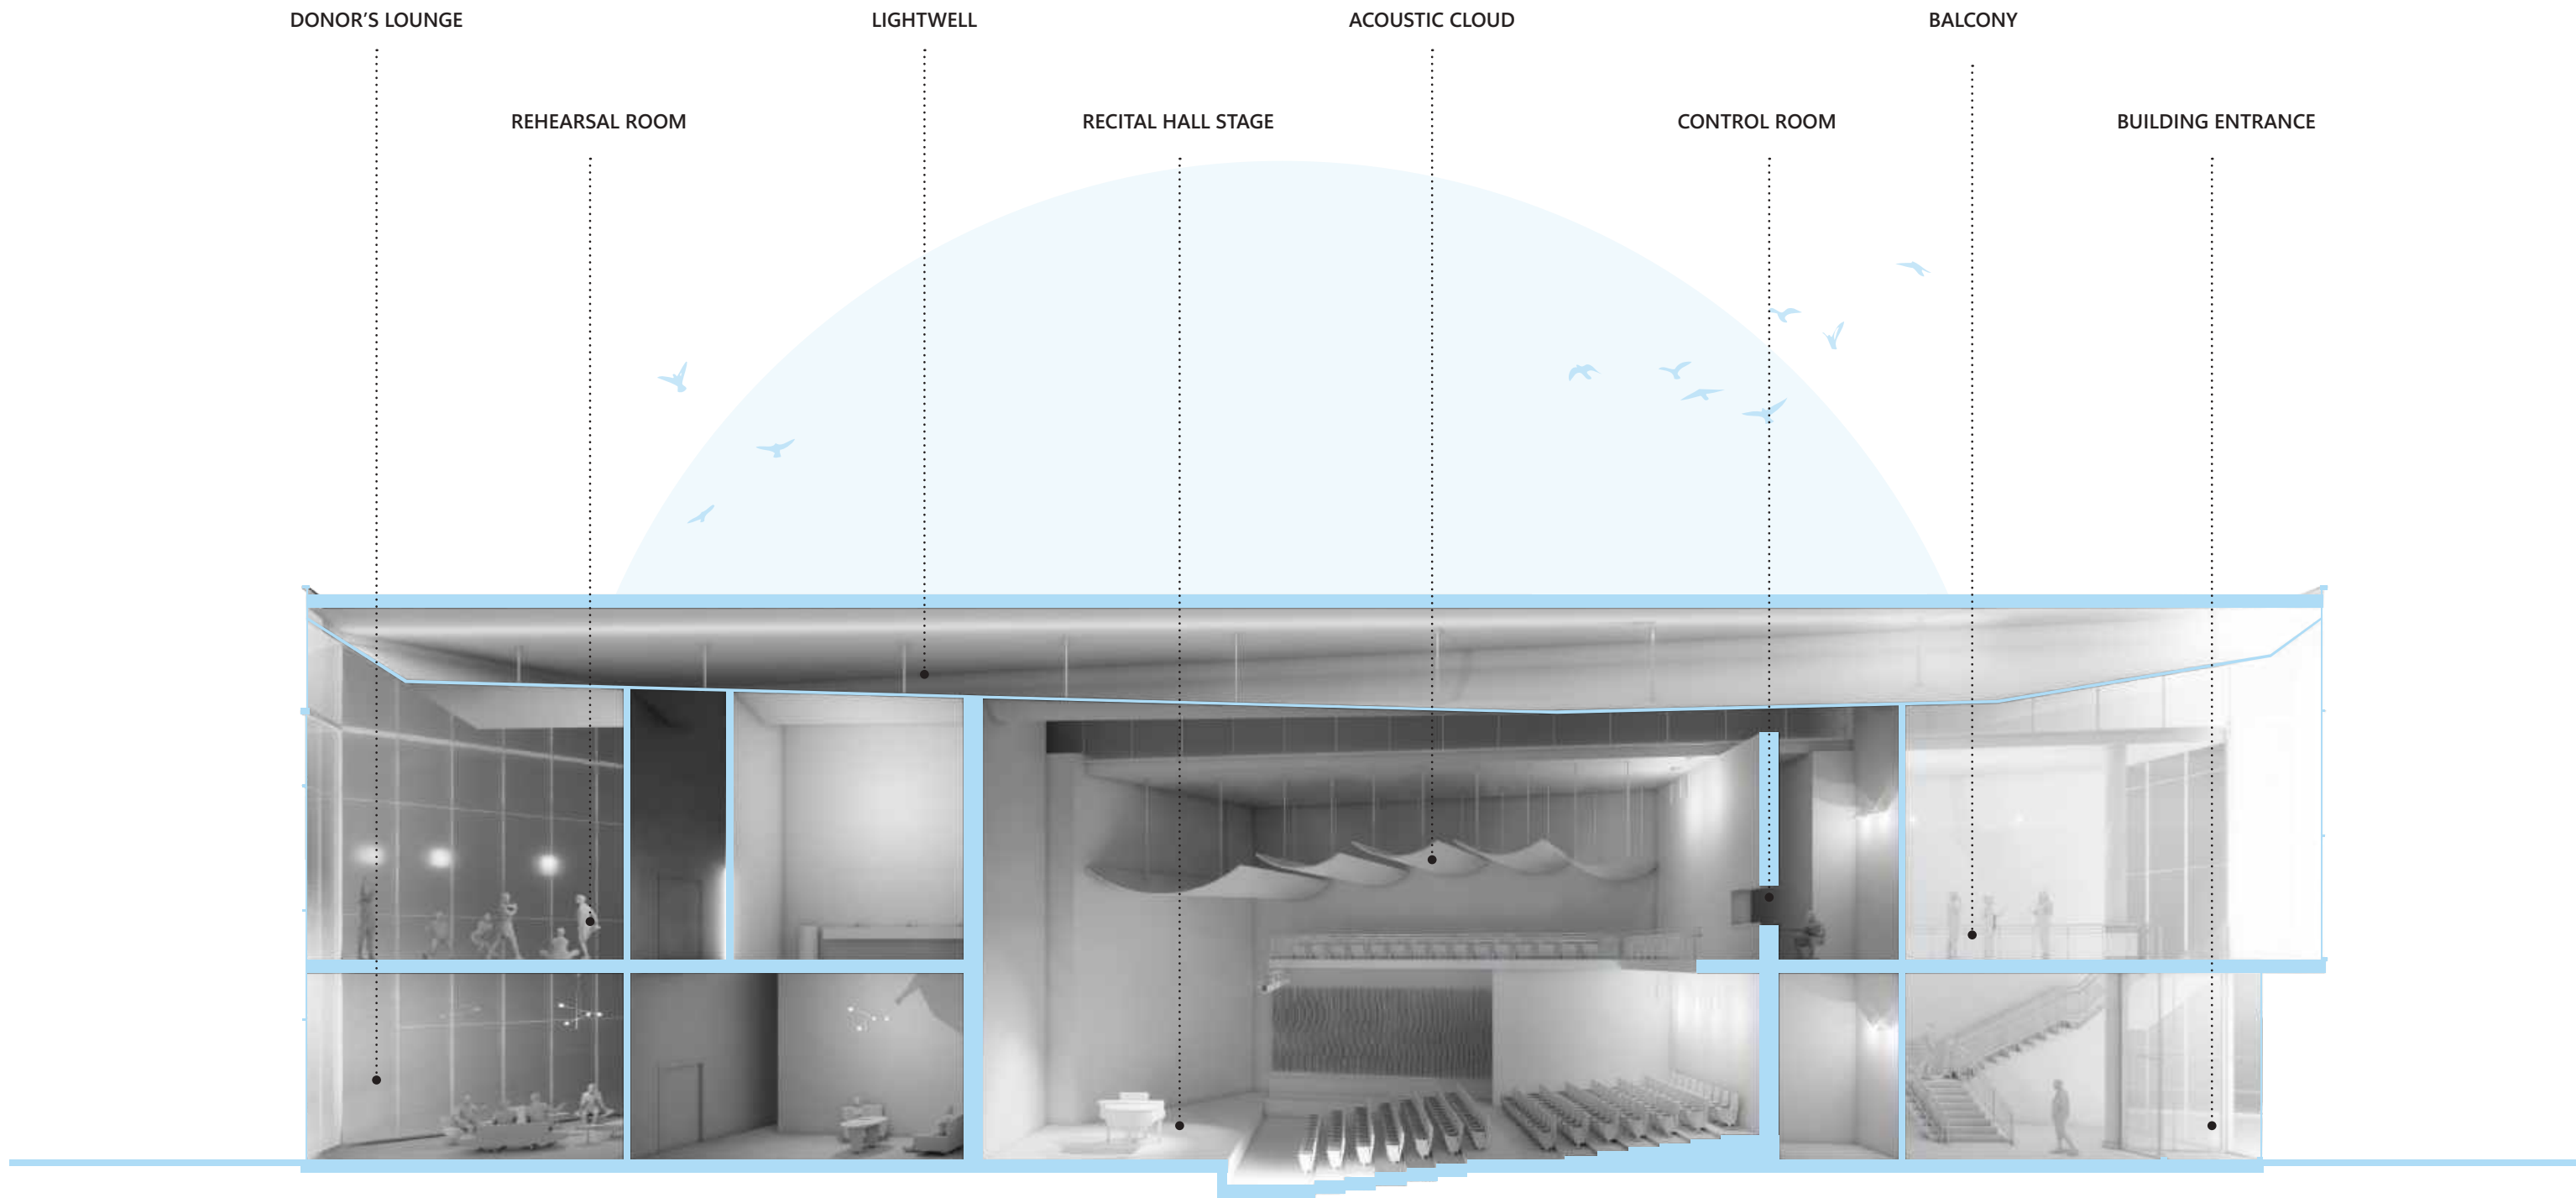 DONOR'S LOUNGE
LIGHTWELL
ACOUSTIC CLOUD
BALCONY
REHEARSAL ROOM
RECITAL HALL STAGE
CONTROL ROOM
BUILDING ENTRANCE